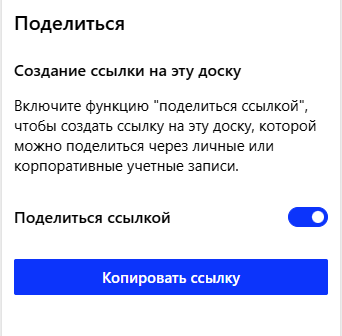 Поделиться
Создание ссылки на эту доску
Включите функцию "поделиться ссылкой",
чтобы создать ссылку на эту доску, которой
можно поделиться через личные или
корпоративные учетные записи.
Поделиться ссылкой
Копировать ссылку